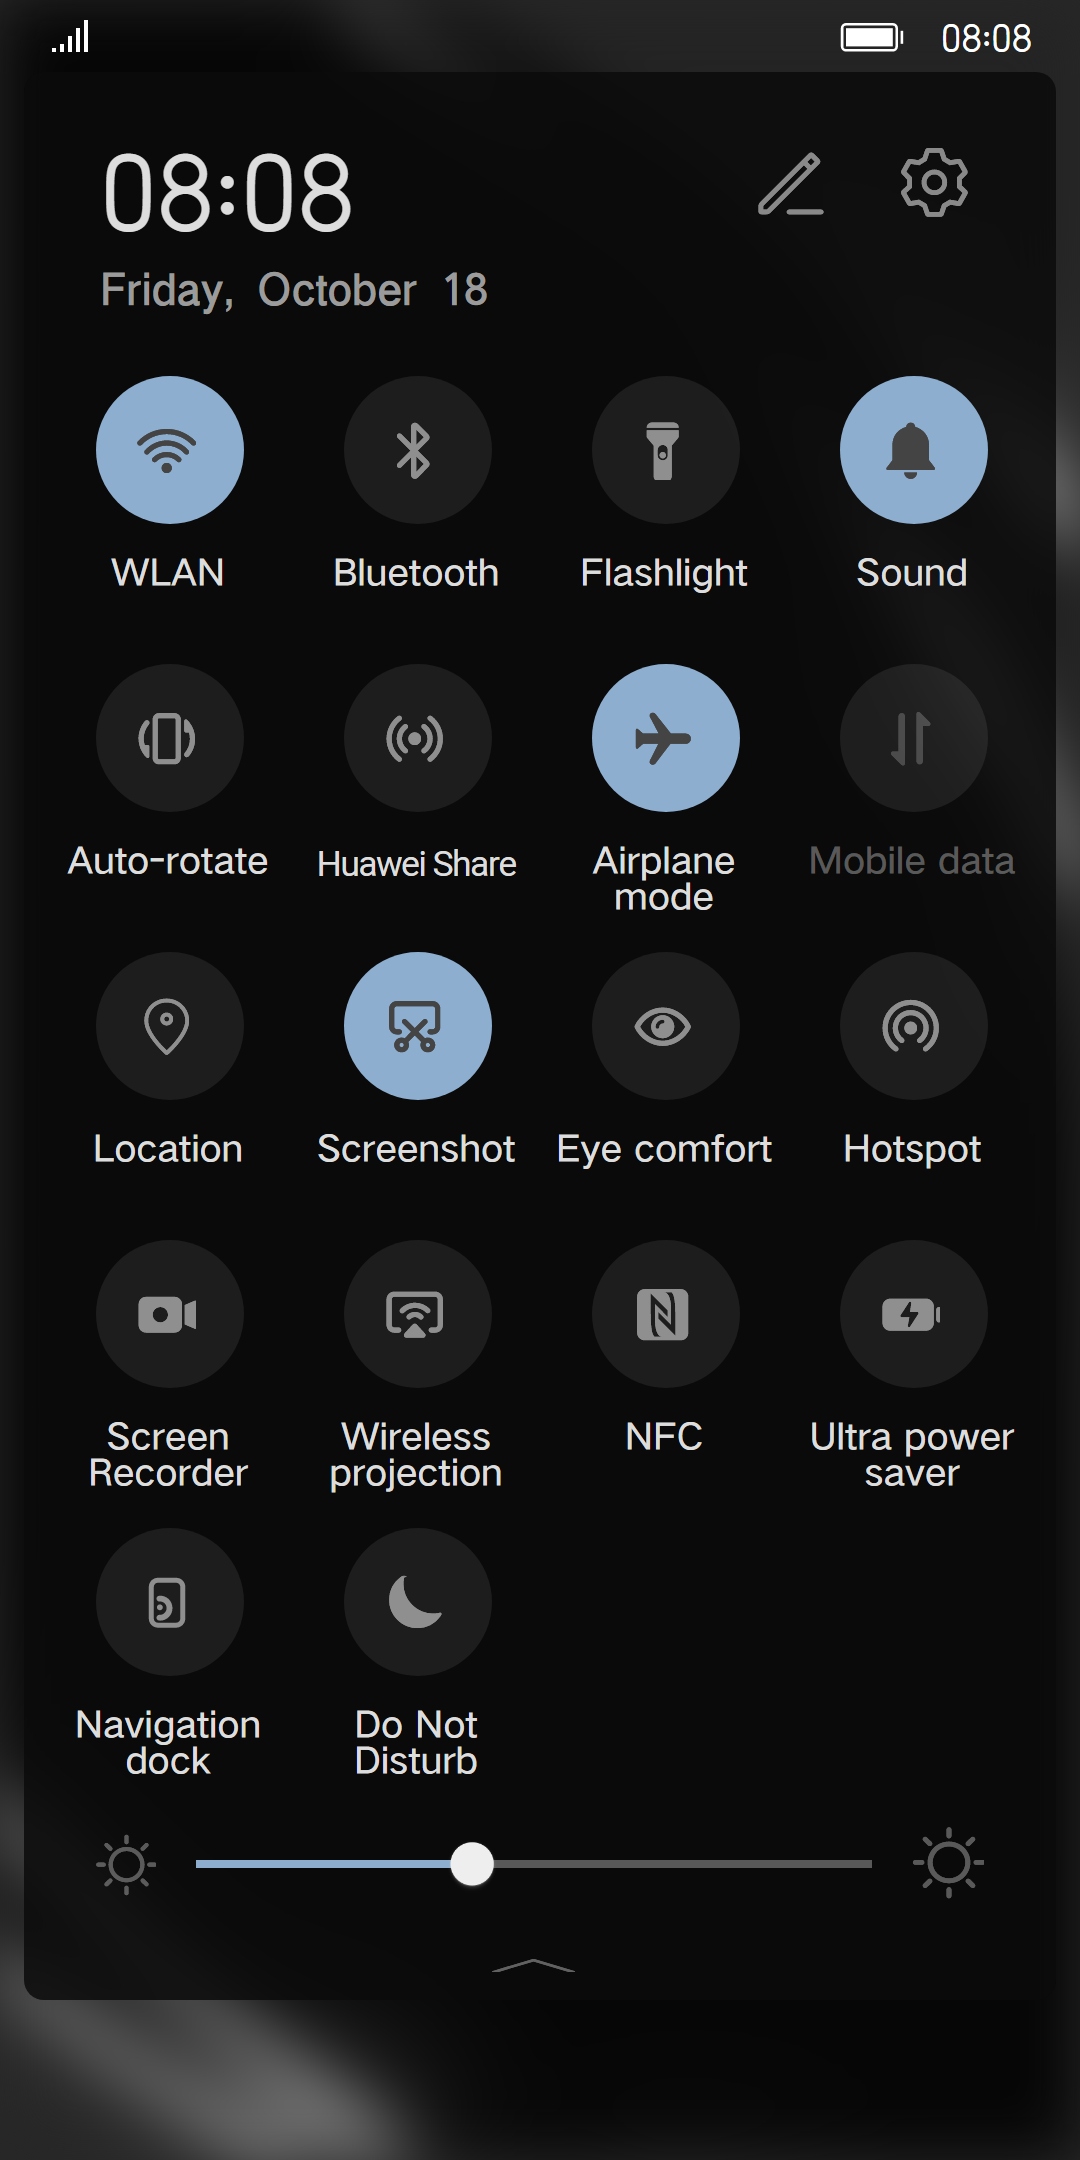 08:08
08:08
Friday, October 18
WLAN Bluetooth Flashlight Sound
Auto-rotate Huawei Share Airplane mode Mobile data
Location Screenshot Eye comfort Hotspot
Screen Recorder Wireless projection NFC Ultra power saver
Navigation dock Do Not Disturb